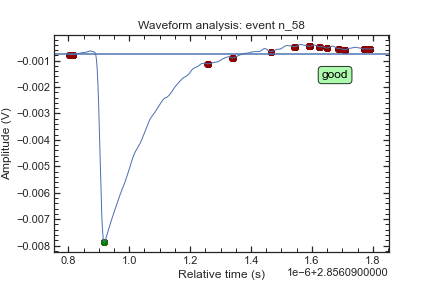 Waveform analysis: event n_58
good
Amplitude (V)
−0.001
−0.002
−0.003
−0.004
−0.005
−0.006
−0.007
−0.008
0.8 1.0 1.2 1.4 1.6 1.8
Relative time (s)
1e−6+2.8560900000